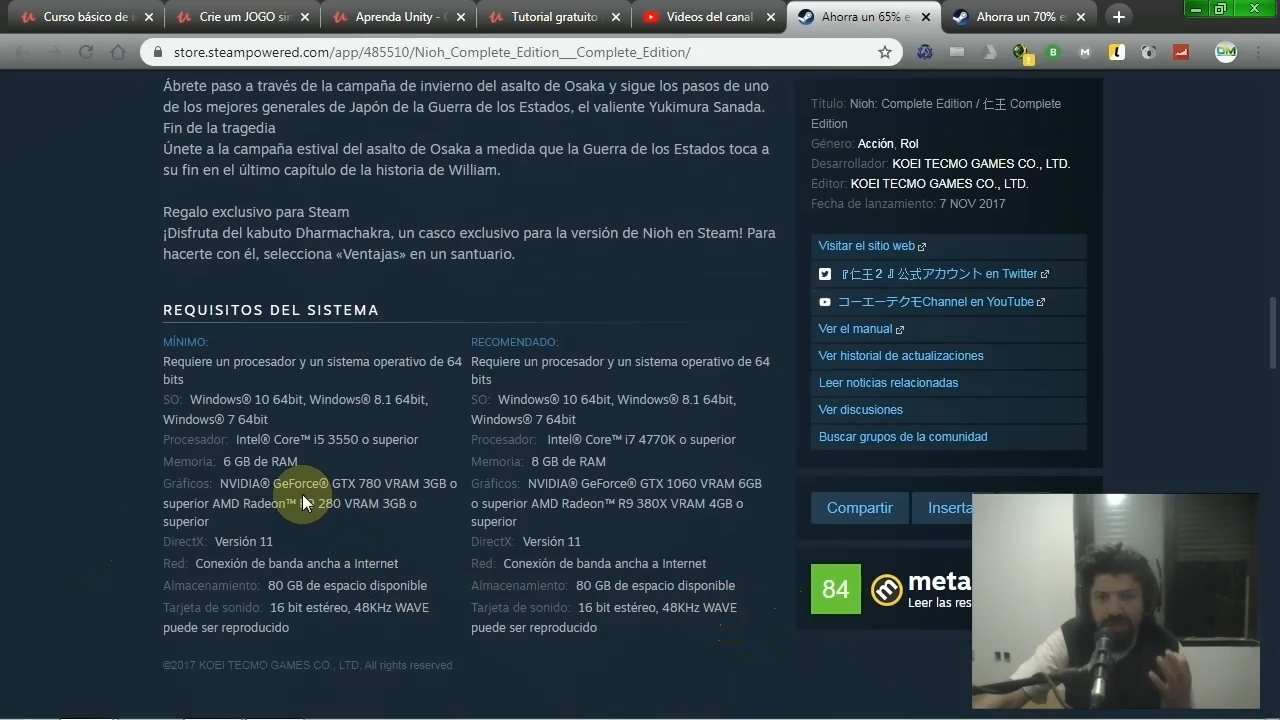 Curso básico de i
Crie um JOGO sin
Aprenda Unity -
Tutorial gratuito
Videos del canal
Ahorra un 65% e
Ahorra un 70% e
store.steampowered.com/app/485510/Nioh_Complete_Edition__Complete_Edition/
Ábrete paso a través de la campaña de invierno del asalto de Osaka y sigue los pasos de uno
de los mejores generales de Japón de la Guerra de los Estados, el valiente Yukimura Sanada.
Fin de la tragedia
Únete a la campaña estival del asalto de Osaka a medida que la Guerra de los Estados toca a
su fin en el último capítulo de la historia de William.
Regalo exclusivo para Steam
¡Disfruta del kabuto Dharmachakra, un casco exclusivo para la versión de Nioh en Steam! Para
hacerte con él, selecciona «Ventajas» en un santuario.
REQUISITOS DEL SISTEMA
MÍNIMO:
Requiere un procesador y un sistema operativo de 64
bits
SO: Windows® 10 64bit, Windows® 8.1 64bit,
Windows® 7 64bit
Procesador: Intel® Core™ i5 3550 o superior
Memoria: 6 GB de RAM
Gráficos: NVIDIA® GeForce® GTX 780 VRAM 3GB o
superior AMD Radeon™ 280 VRAM 3GB o
superior
DirectX: Versión 11
Red: Conexión de banda ancha a Internet
Almacenamiento: 80 GB de espacio disponible
Tarjeta de sonido: 16 bit estéreo, 48KHz WAVE
puede ser reproducido
RECOMENDADO:
Requiere un procesador y un sistema operativo de 64
bits
SO: Windows® 10 64bit, Windows® 8.1 64bit,
Windows® 7 64bit
Procesador: Intel® Core™ i7 4770K o superior
Memoria: 8 GB de RAM
Gráficos: NVIDIA® GeForce® GTX 1060 VRAM 6GB
o superior AMD Radeon™ R9 380X VRAM 4GB o
superior
DirectX: Versión 11
Red: Conexión de banda ancha a Internet
Almacenamiento: 80 GB de espacio disponible
Tarjeta de sonido: 16 bit estéreo, 48KHz WAVE
puede ser reproducido
©2017 KOEI TECMO GAMES CO., LTD. All rights reserved.
Título: Nioh: Complete Edition / 仁王 Complete
Edition
Género: Acción, Rol
Desarrollador: KOEI TECMO GAMES CO., LTD.
Editor: KOEI TECMO GAMES CO., LTD.
Fecha de lanzamiento: 7 NOV 2017
Visitar el sitio web
『仁王２』公式アカウント en Twitter
コーエーテクモChannel en YouTube
Ver el manual
Ver historial de actualizaciones
Leer noticias relacionadas
Ver discusiones
Buscar grupos de la comunidad
Compartir
Inserta
84
meta
Leer las res